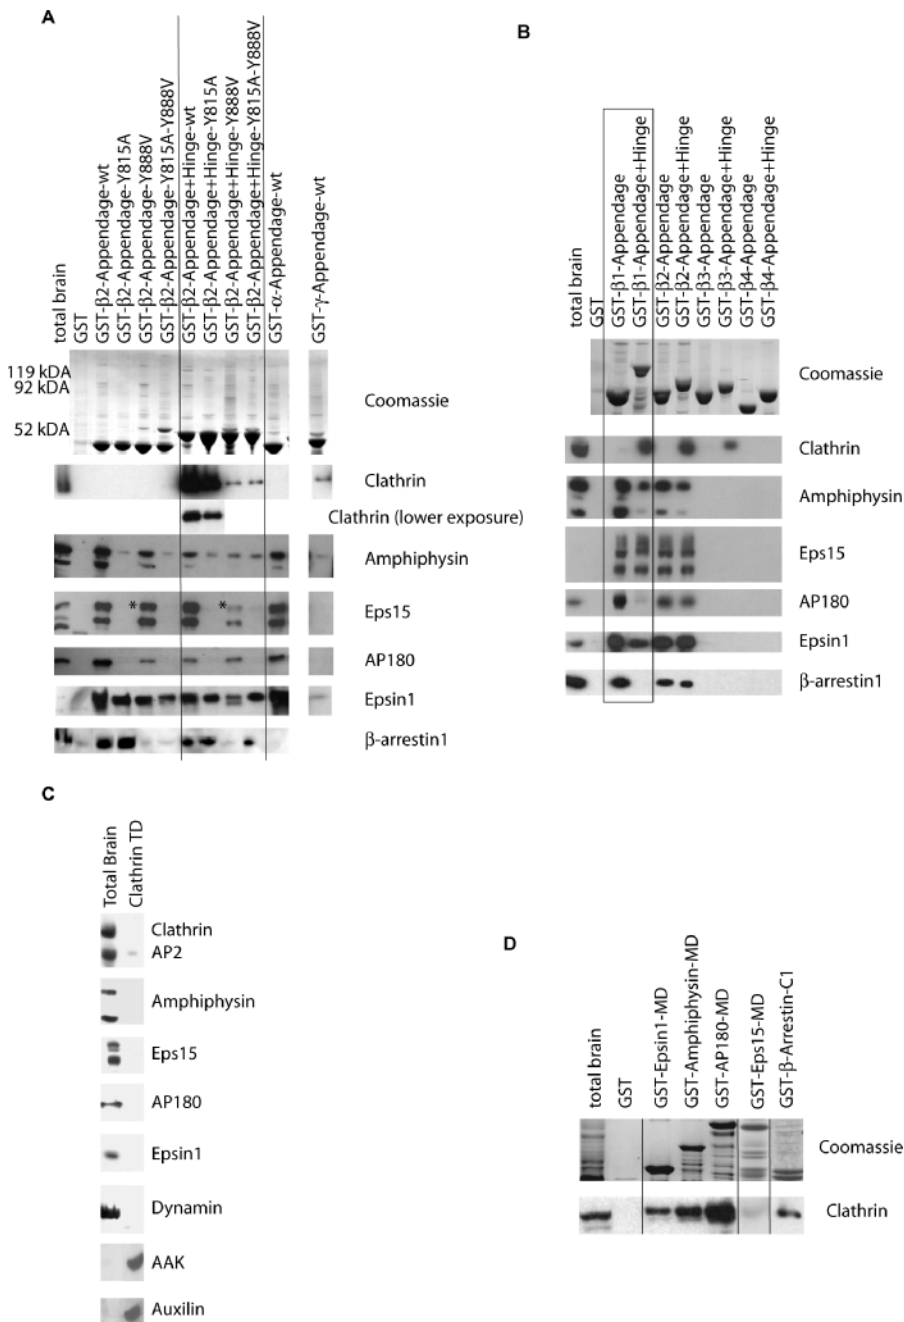 A
total brain
GST
GST-β2-Appendage-wt
GST-β2-Appendage-Y815A
GST-β2-Appendage-Y888V
GST-β2-Appendage-Y815A-Y888V
GST-β2-Appendage+Hinge-wt
GST-β2-Appendage+Hinge-Y815A
GST-β2-Appendage+Hinge-Y888V
GST-β2-Appendage+Hinge-Y815A-Y888V
GST-α-Appendage-wt
GST-γ-Appendage-wt
119 kDA
92 kDA
52 kDA
Coomassie
Clathrin
Clathrin (lower exposure)
Amphiphysin
* *
Eps15
AP180
Epsin1
β-arrestin1
B
total brain
GST
GST-β1-Appendage
GST-β1-Appendage+Hinge
GST-β2-Appendage
GST-β2-Appendage+Hinge
GST-β3-Appendage
GST-β3-Appendage+Hinge
GST-β4-Appendage
GST-β4-Appendage+Hinge
Coomassie
Clathrin
Amphiphysin
Eps15
AP180
Epsin1
β-arrestin1
C
Total Brain
Clathrin TD
Clathrin
AP2
Amphiphysin
Eps15
AP180
Epsin1
Dynamin
AAK
Auxilin
D
total brain
GST
GST-Epsin1-MD
GST-Amphiphysin-MD
GST-AP180-MD
GST-Eps15-MD
GST-β-Arrestin-C1
Coomassie
Clathrin